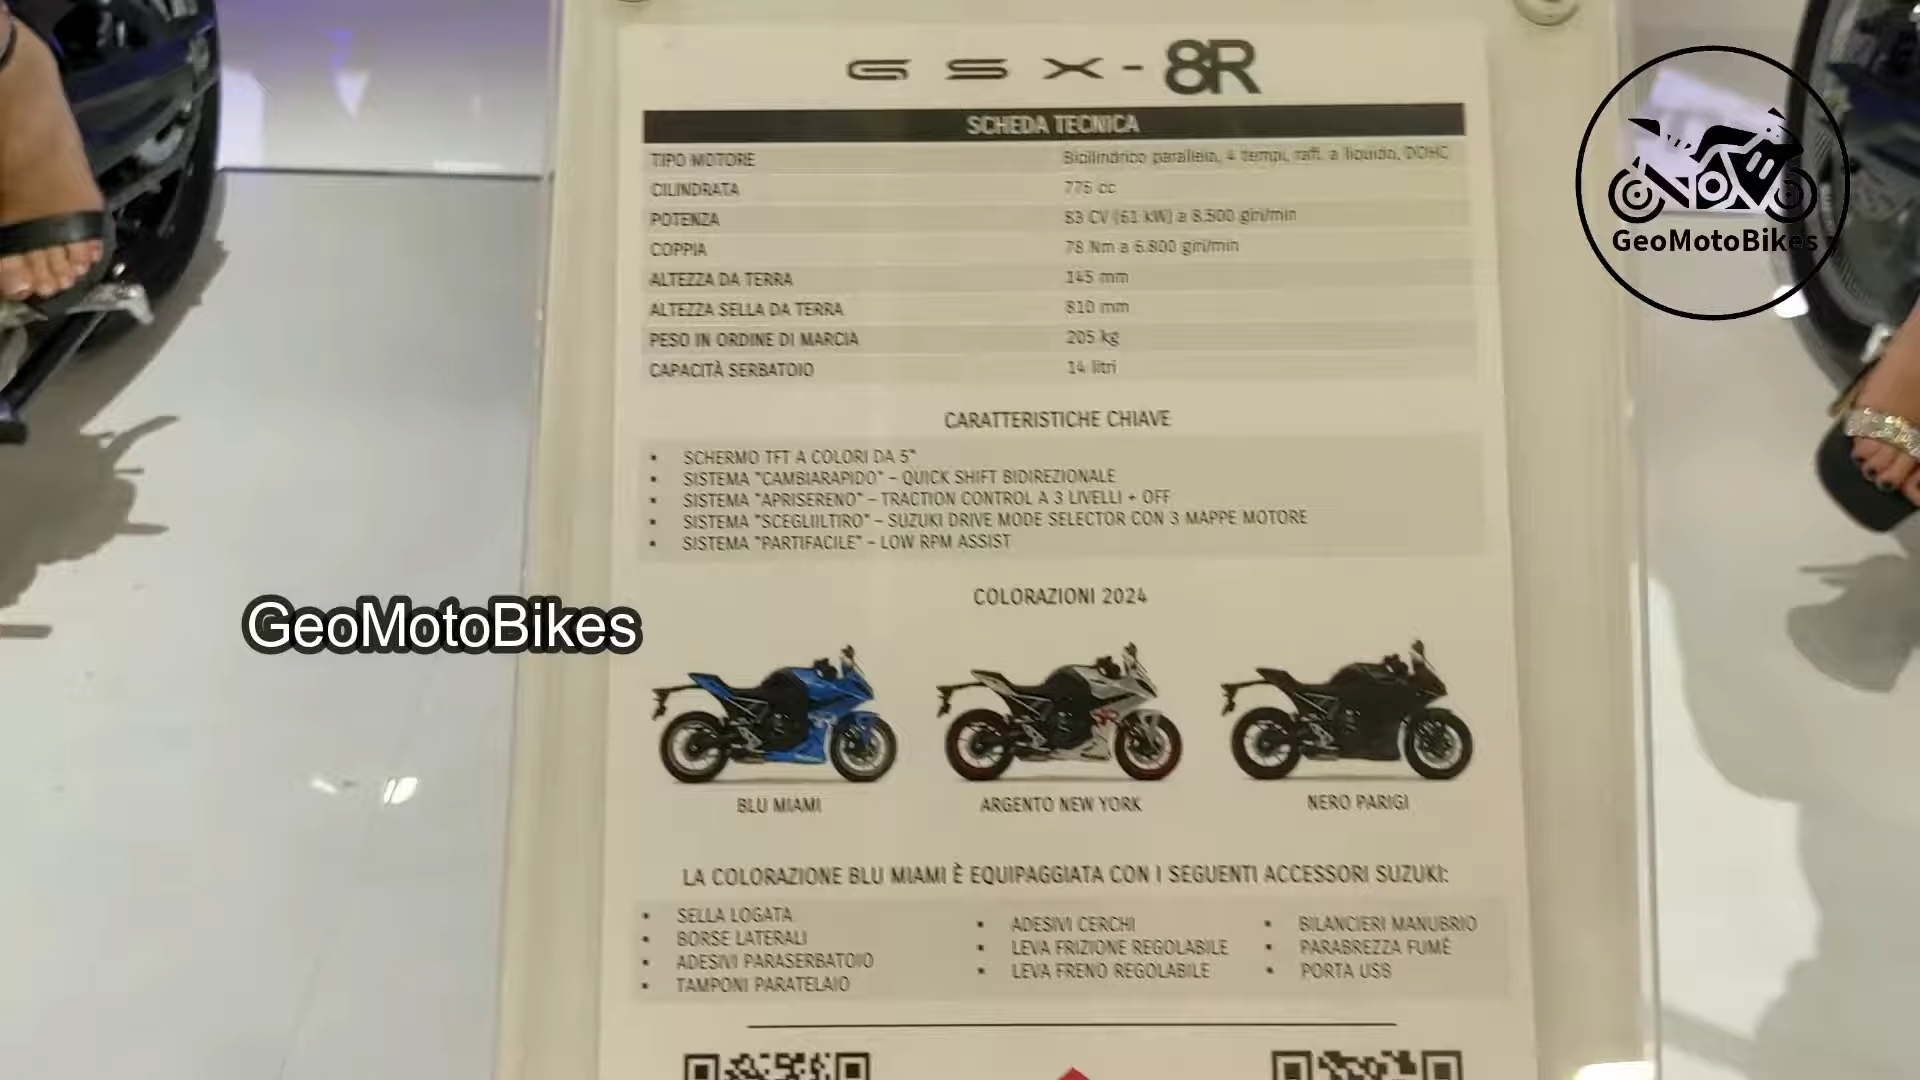 GSX-8R
SCHEDA TECNICA
TIPO MOTORE Bicilindrico parallelo, 4 tempi, raff. a liquido, DOHC
CILINDRATA 776 cc
POTENZA 83 CV (61 kW) a 8.500 giri/min
COPPIA 78 Nm a 6.800 giri/min
ALTEZZA DA TERRA 145 mm
ALTEZZA SELLA DA TERRA 810 mm
PESO IN ORDINE DI MARCIA 205 kg
CAPACITÀ SERBATOIO 14 litri
CARATTERISTICHE CHIAVE
• SCHERMO TFT A COLORI DA 5"
• SISTEMA "CAMBIARAPIDO" – QUICK SHIFT BIDIREZIONALE
• SISTEMA "APRISERENO" – TRACTION CONTROL A 3 LIVELLI + OFF
• SISTEMA "SCEGLIILTIRO" – SUZUKI DRIVE MODE SELECTOR CON 3 MAPPE MOTORE
• SISTEMA "PARTIFACILE" – LOW RPM ASSIST
COLORAZIONI 2024
BLU MIAMI ARGENTO NEW YORK NERO PARIGI
LA COLORAZIONE BLU MIAMI È EQUIPAGGIATA CON I SEGUENTI ACCESSORI SUZUKI:
• SELLA LOGATA
• BORSE LATERALI
• ADESIVI PARASERBATOIO
• TAMPONI PARATELAIO
• ADESIVI CERCHI
• LEVA FRIZIONE REGOLABILE
• LEVA FRENO REGOLABILE
• BILANCIERI MANUBRIO
• PARABREZZA FUMÈ
• PORTA USB
GeoMotoBikes
GeoMotoBikes